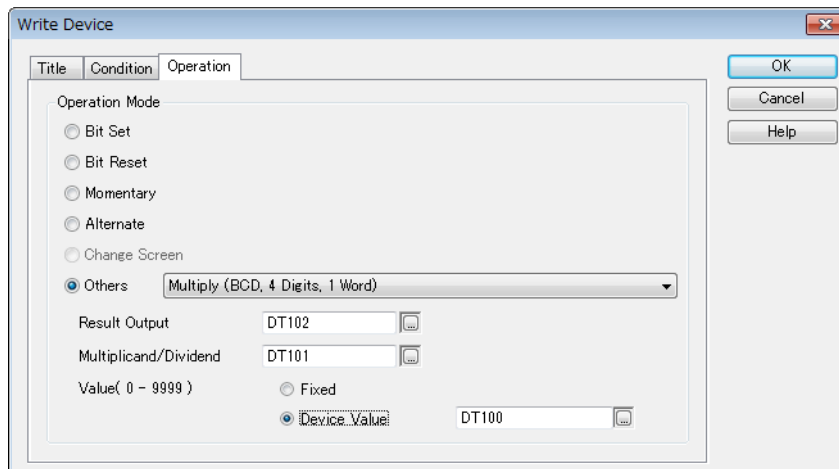 Write Device
Title Condition Operation
OK
Cancel
Help
Operation Mode
Bit Set
Bit Reset
Momentary
Alternate
Change Screen
Others Multiply (BCD, 4 Digits, 1 Word)
Result Output DT102 ...
Multiplicand/Dividend DT101 ...
Value( 0 - 9999 ) Fixed
Device Value DT100 ...